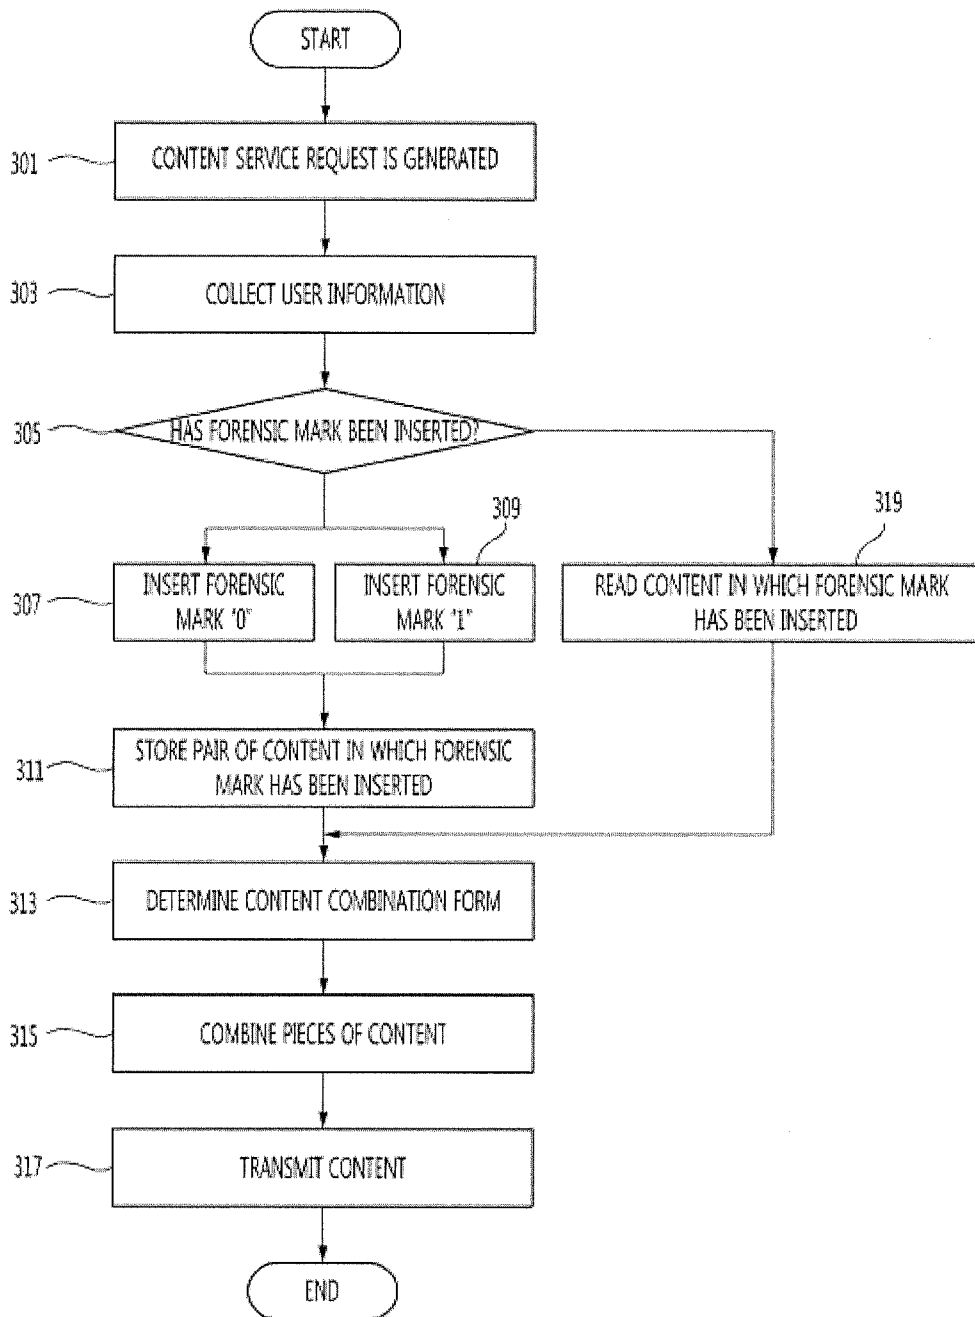 START
301
CONTENT SERVICE REQUEST IS GENERATED
303
COLLECT USER INFORMATION
305
HAS FORENSIC MARK BEEN INSERTED?
309
319
307
INSERT FORENSIC
MARK "0"
INSERT FORENSIC
MARK "1"
READ CONTENT IN WHICH FORENSIC MARK
HAS BEEN INSERTED
311
STORE PAIR OF CONTENT IN WHICH FORENSIC
MARK HAS BEEN INSERTED
313
DETERMINE CONTENT COMBINATION FORM
315
COMBINE PIECES OF CONTENT
317
TRANSMIT CONTENT
END